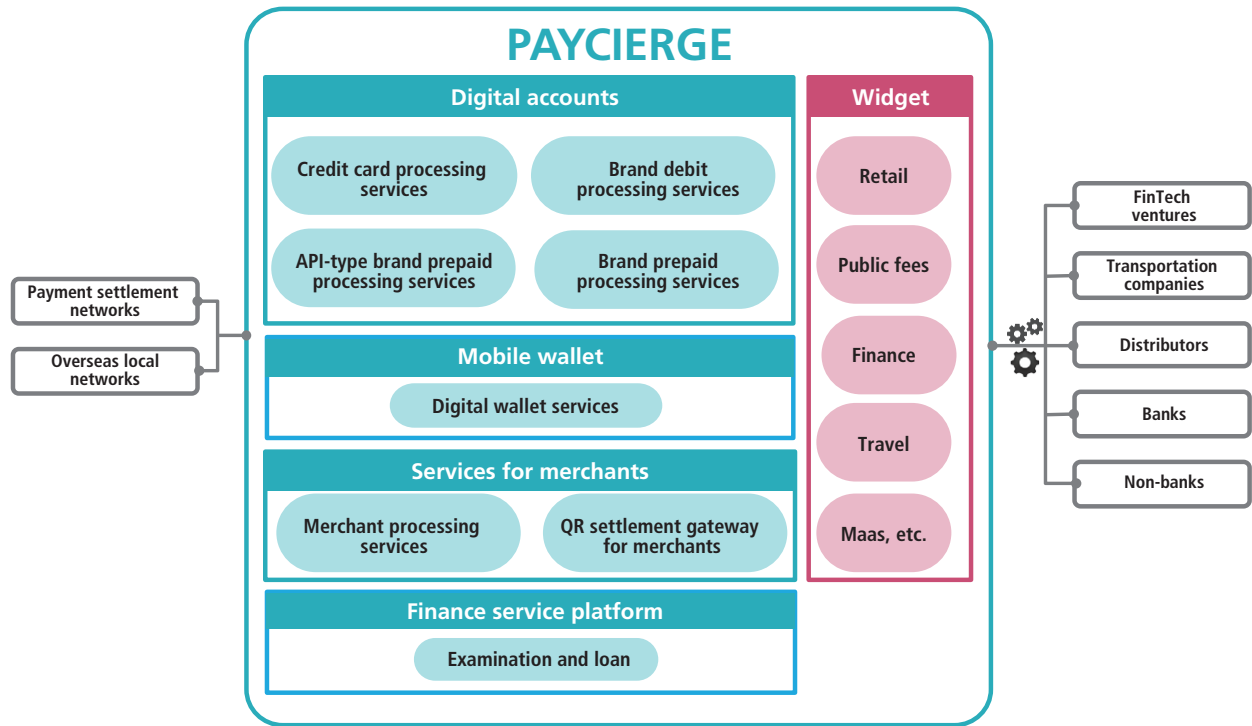 PAYCIERGE
Digital accounts
Credit card processing
services
Brand debit
processing services
API-type brand prepaid
processing services
Brand prepaid
processing services
Mobile wallet
Digital wallet services
Services for merchants
Merchant processing
services
QR settlement gateway
for merchants
Finance service platform
Examination and loan
Widget
Retail
Public fees
Finance
Travel
Maas, etc.
Payment settlement
networks
Overseas local
networks
FinTech
ventures
Transportation
companies
Distributors
Banks
Non-banks